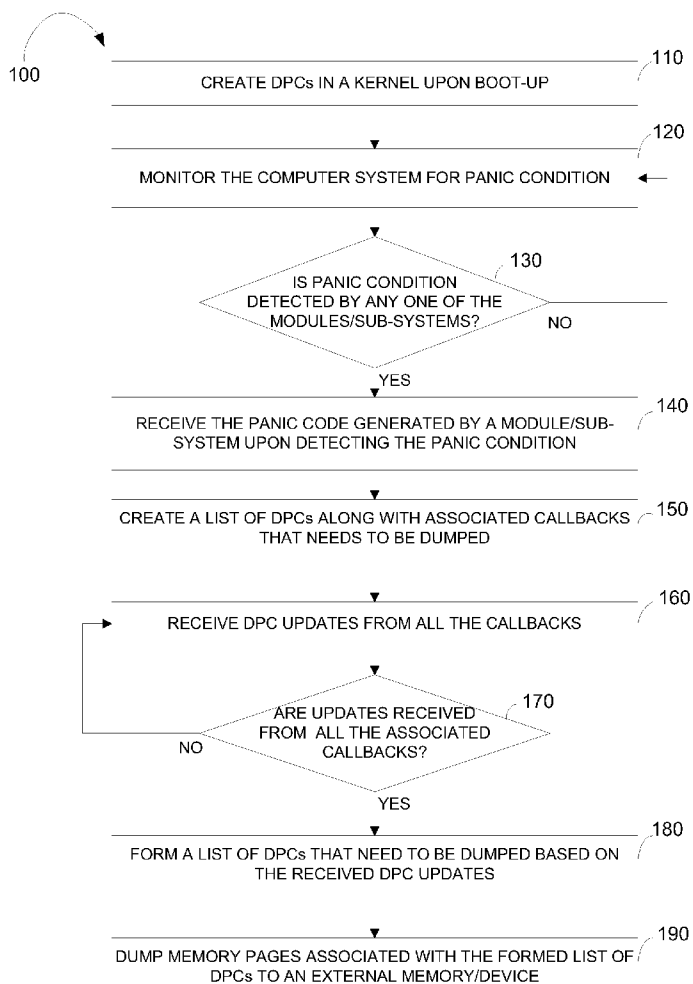 100
110
CREATE DPCs IN A KERNEL UPON BOOT-UP
120
MONITOR THE COMPUTER SYSTEM FOR PANIC CONDITION
130
IS PANIC CONDITION
DETECTED BY ANY ONE OF THE
MODULES/SUB-SYSTEMS?
NO
YES
140
RECEIVE THE PANIC CODE GENERATED BY A MODULE/SUB-
SYSTEM UPON DETECTING THE PANIC CONDITION
150
CREATE A LIST OF DPCs ALONG WITH ASSOCIATED CALLBACKS
THAT NEEDS TO BE DUMPED
160
RECEIVE DPC UPDATES FROM ALL THE CALLBACKS
170
ARE UPDATES RECEIVED
FROM ALL THE ASSOCIATED
CALLBACKS?
NO
YES
180
FORM A LIST OF DPCs THAT NEED TO BE DUMPED BASED ON
THE RECEIVED DPC UPDATES
190
DUMP MEMORY PAGES ASSOCIATED WITH THE FORMED LIST OF
DPCs TO AN EXTERNAL MEMORY/DEVICE